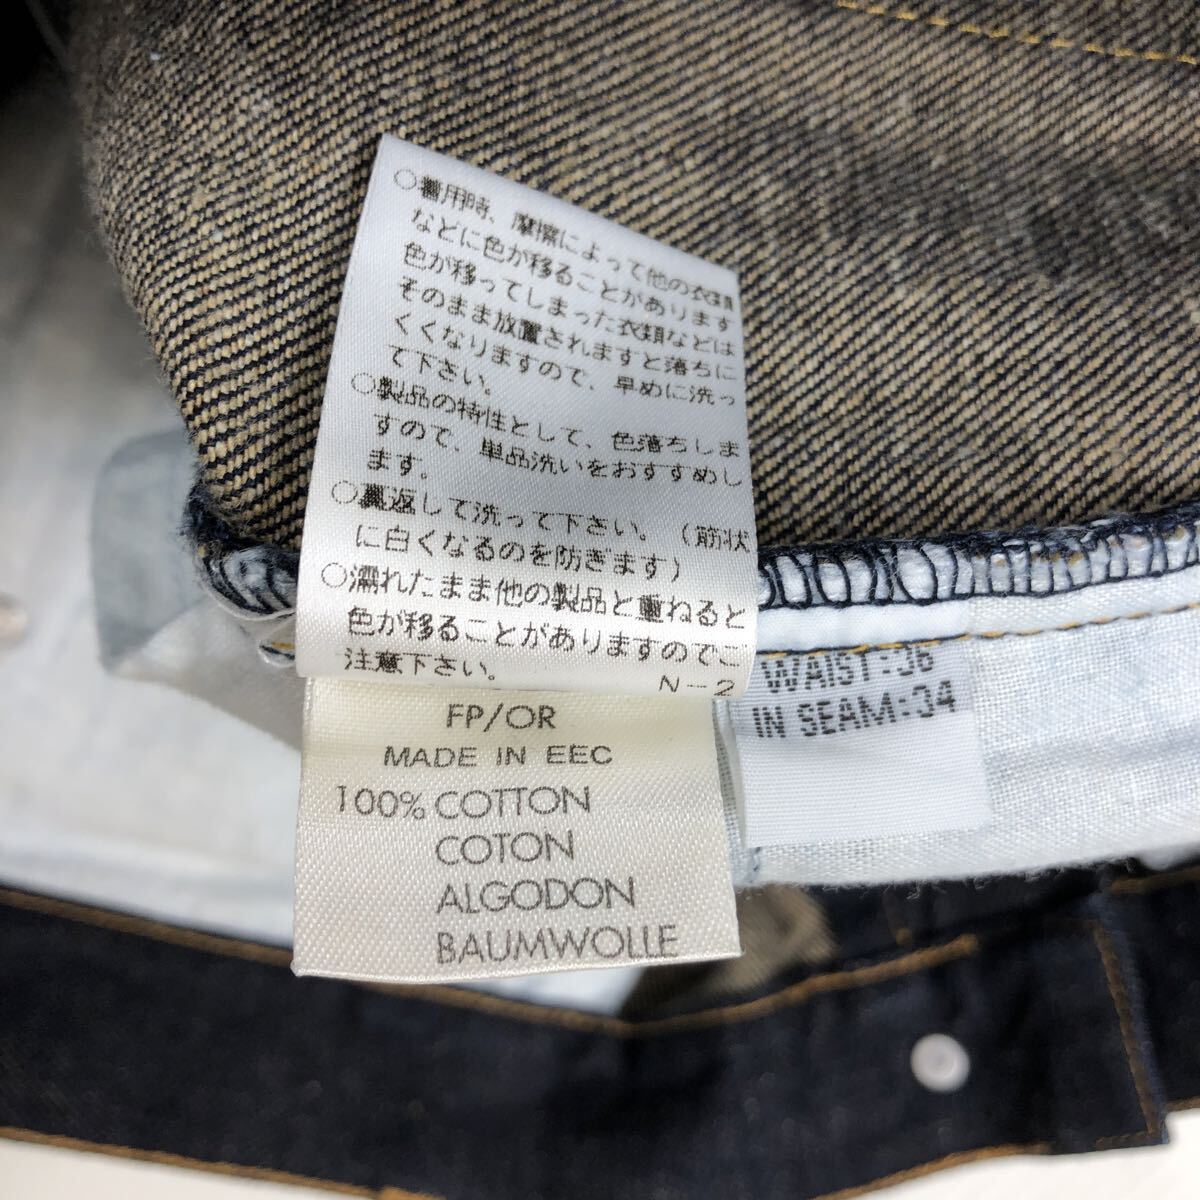 ○着用時、摩擦によって他の衣類
などに色が移ることがあります
色が移ってしまった衣類などは
そのまま放置されますと落ちに
くくなりますので、早めに洗っ
て下さい。
○製品の特性として、色落ちしま
すので、単品洗いをおすすめし
ます。
○裏返して洗って下さい。(筋状
に白くなるのを防ぎます)
○濡れたまま他の製品と重ねると
色が移ることがありますのでご
注意下さい。
N-2
FP/OR
MADE IN EEC
100% COTTON
COTON
ALGODON
BAUMWOLLE
WAIST:36
IN SEAM:34